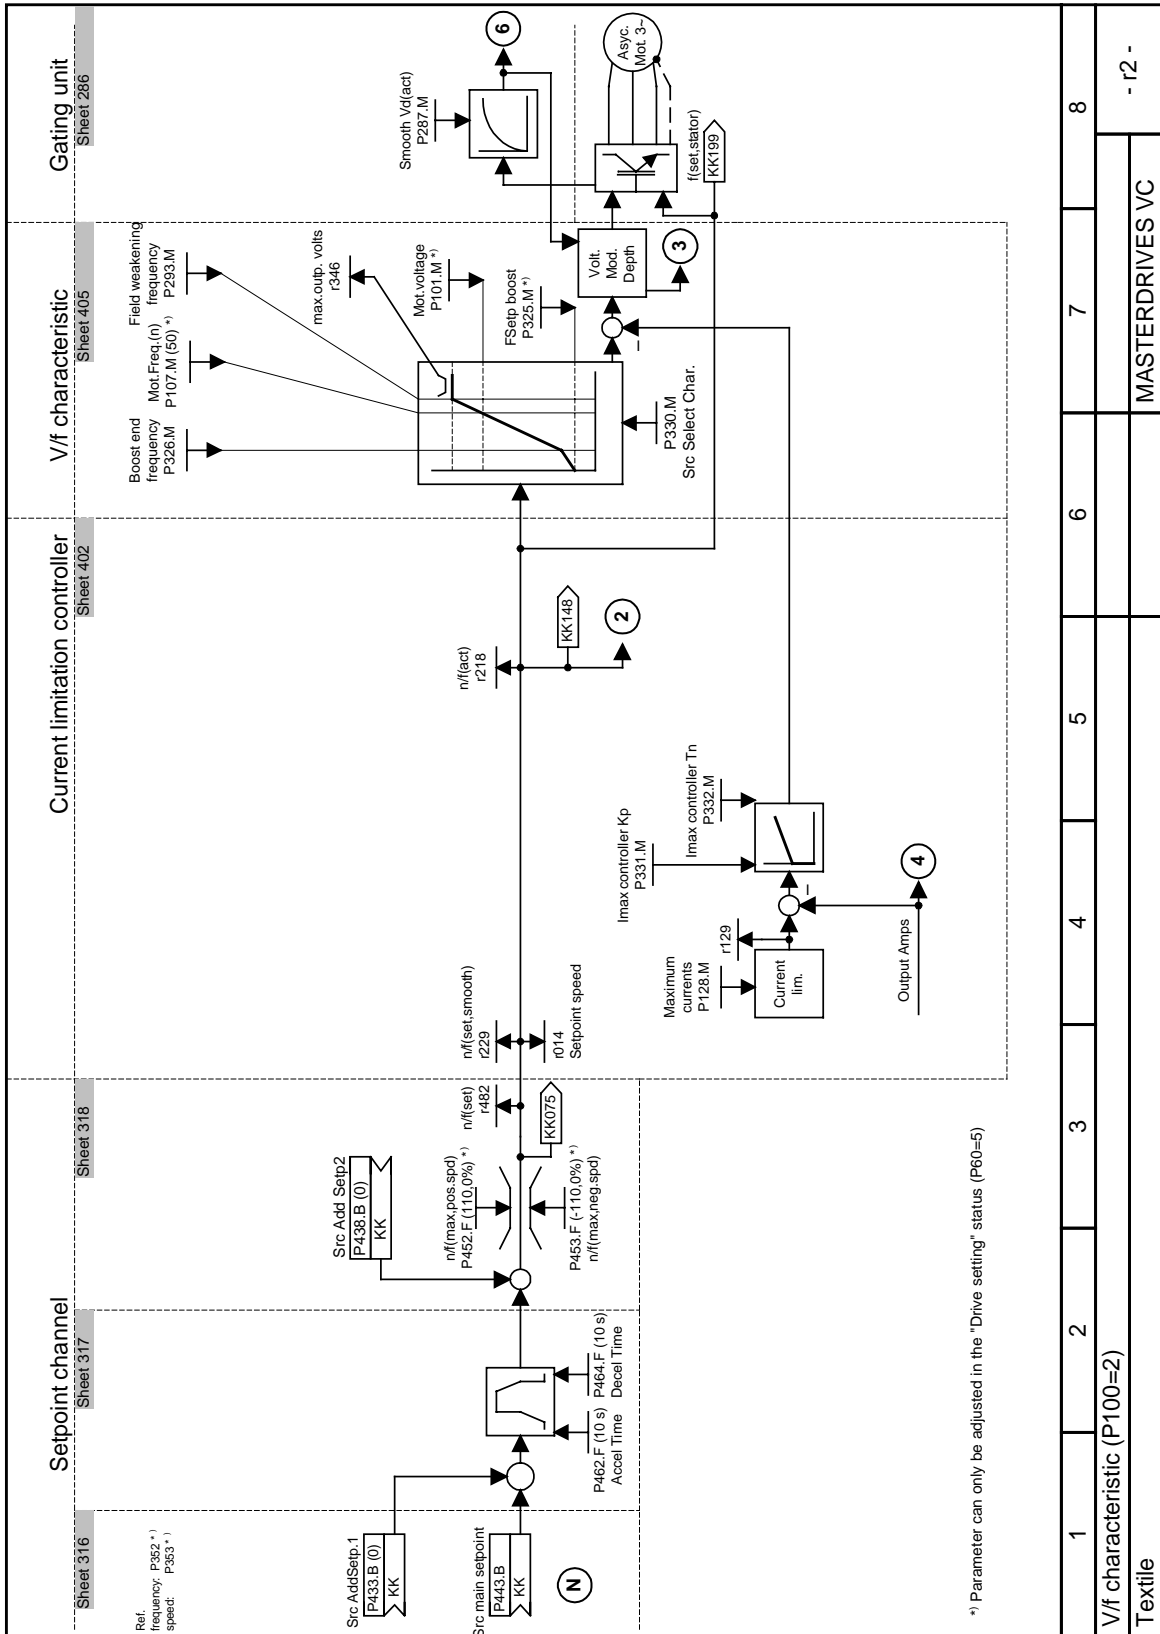 Setpoint channel
Current limitation controller
V/f characteristic
Gating unit
Sheet 316
Sheet 317
Sheet 318
Sheet 402
Sheet 405
Sheet 286
Ref.
frequency: P352 *)
speed: P353 *)
Src AddSetp.1
P433.B (0)
KK
Src main setpoint
P443.B
KK
N
P462.F (10 s)
Accel Time
P464.F (10 s)
Decel Time
Src Add Setp2
P438.B (0)
KK
n/f(max,pos.spd)
P452.F (110,0%) *)
P453.F (-110,0%) *)
n/f(max,neg.spd)
KK075
n/f(set)
r482
n/f(set,smooth)
r229
r014
Setpoint speed
Maximum
currents
P128.M
r129
Current
lim.
Output Amps
4
Imax controller Kp
P331.M
Imax controller Tn
P332.M
n/f(act)
r218
KK148
2
Boost end
frequency
P326.M
Mot.Freq.(n)
P107.M (50) *)
Field weakening
frequency
P293.M
max.outp. volts
r346
Mot.voltage
P101.M *)
FSetp boost
P325.M *)
P330.M
Src Select Char.
Volt.
Mod.
Depth
3
Smooth Vd(act)
P287.M
6
Asyc.
Mot. 3~
f(set,stator)
KK199
*) Parameter can only be adjusted in the "Drive setting" status (P60=5)
1
2
3
4
5
6
7
8
V/f characteristic (P100=2)
- r2 -
Textile
MASTERDRIVES VC